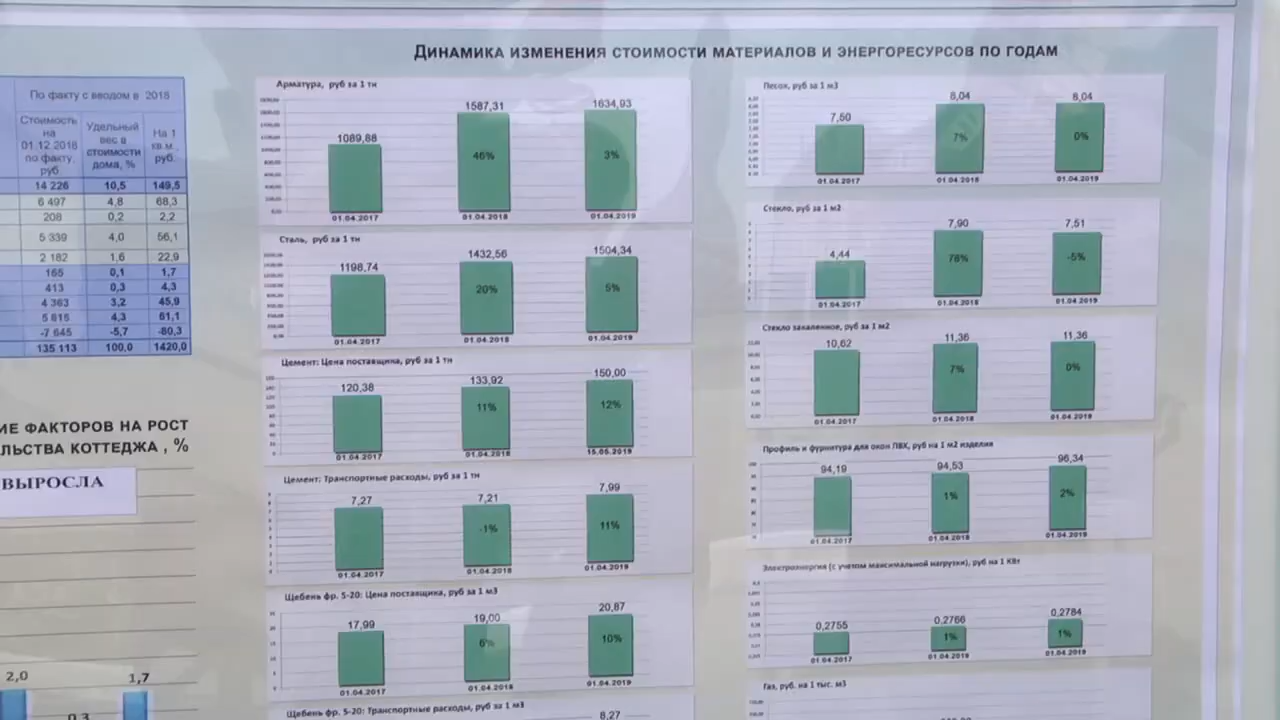 ДИНАМИКА ИЗМЕНЕНИЯ СТОИМОСТИ МАТЕРИАЛОВ И ЭНЕРГОРЕСУРСОВ ПО ГОДАМ
По факту с вводом в 2018
Стоимость на 01.12.2018 по факту, руб
Удельный вес в стоимости дома, %
На 1 кв.м., руб.
14 226 10,5 149,5
6 497 4,8 68,3
208 0,2 2,2
5 339 4,0 56,1
2 182 1,6 22,9
165 0,1 1,7
413 0,3 4,3
4 363 3,2 45,9
5 815 4,3 61,1
-7 645 -5,7 -80,3
135 113 100,0 1420,0
ИЕ ФАКТОРОВ НА РОСТ
ЛЬСТВА КОТТЕДЖА , %
ВЫРОСЛА
2,0
0,3
1,7
Арматура, руб за 1 тн
1089,88 1587,31 1634,93
46% 3%
01.04.2017 01.04.2018 01.04.2019
Сталь, руб за 1 тн
1198,74 1432,56 1504,34
20% 5%
01.04.2017 01.04.2018 01.04.2019
Цемент: Цена поставщика, руб за 1 тн
120,38 133,92 150,00
11% 12%
01.04.2017 01.04.2018 15.05.2019
Цемент: Транспортные расходы, руб за 1 тн
7,27 7,21 7,99
-1% 11%
01.04.2017 01.04.2018 01.04.2019
Щебень фр. 5-20: Цена поставщика, руб за 1 м3
17,99 19,00 20,87
6% 10%
01.04.2017 01.04.2018 01.04.2019
Щебень фр. 5-20: Транспортные расходы, руб за 1 м3
8,27
Песок, руб за 1 м3
7,50 8,04 8,04
7% 0%
01.04.2017 01.04.2018 01.04.2019
Стекло, руб за 1 м2
4,44 7,90 7,51
78% -5%
01.04.2017 01.04.2018 01.04.2019
Стекло закаленное, руб за 1 м2
10,62 11,36 11,36
7% 0%
01.04.2017 01.04.2018 01.04.2019
Профиль и фурнитура для окон ПВХ, руб на 1 м2 изделия
94,19 94,53 96,34
1% 2%
01.04.2017 01.04.2018 01.04.2019
Электроэнергия (с учетом максимальной нагрузки), руб на 1 КВт
0,2755 0,2766 0,2784
1% 1%
01.04.2017 01.04.2018 01.04.2019
Газ, руб. на 1 тыс. м3